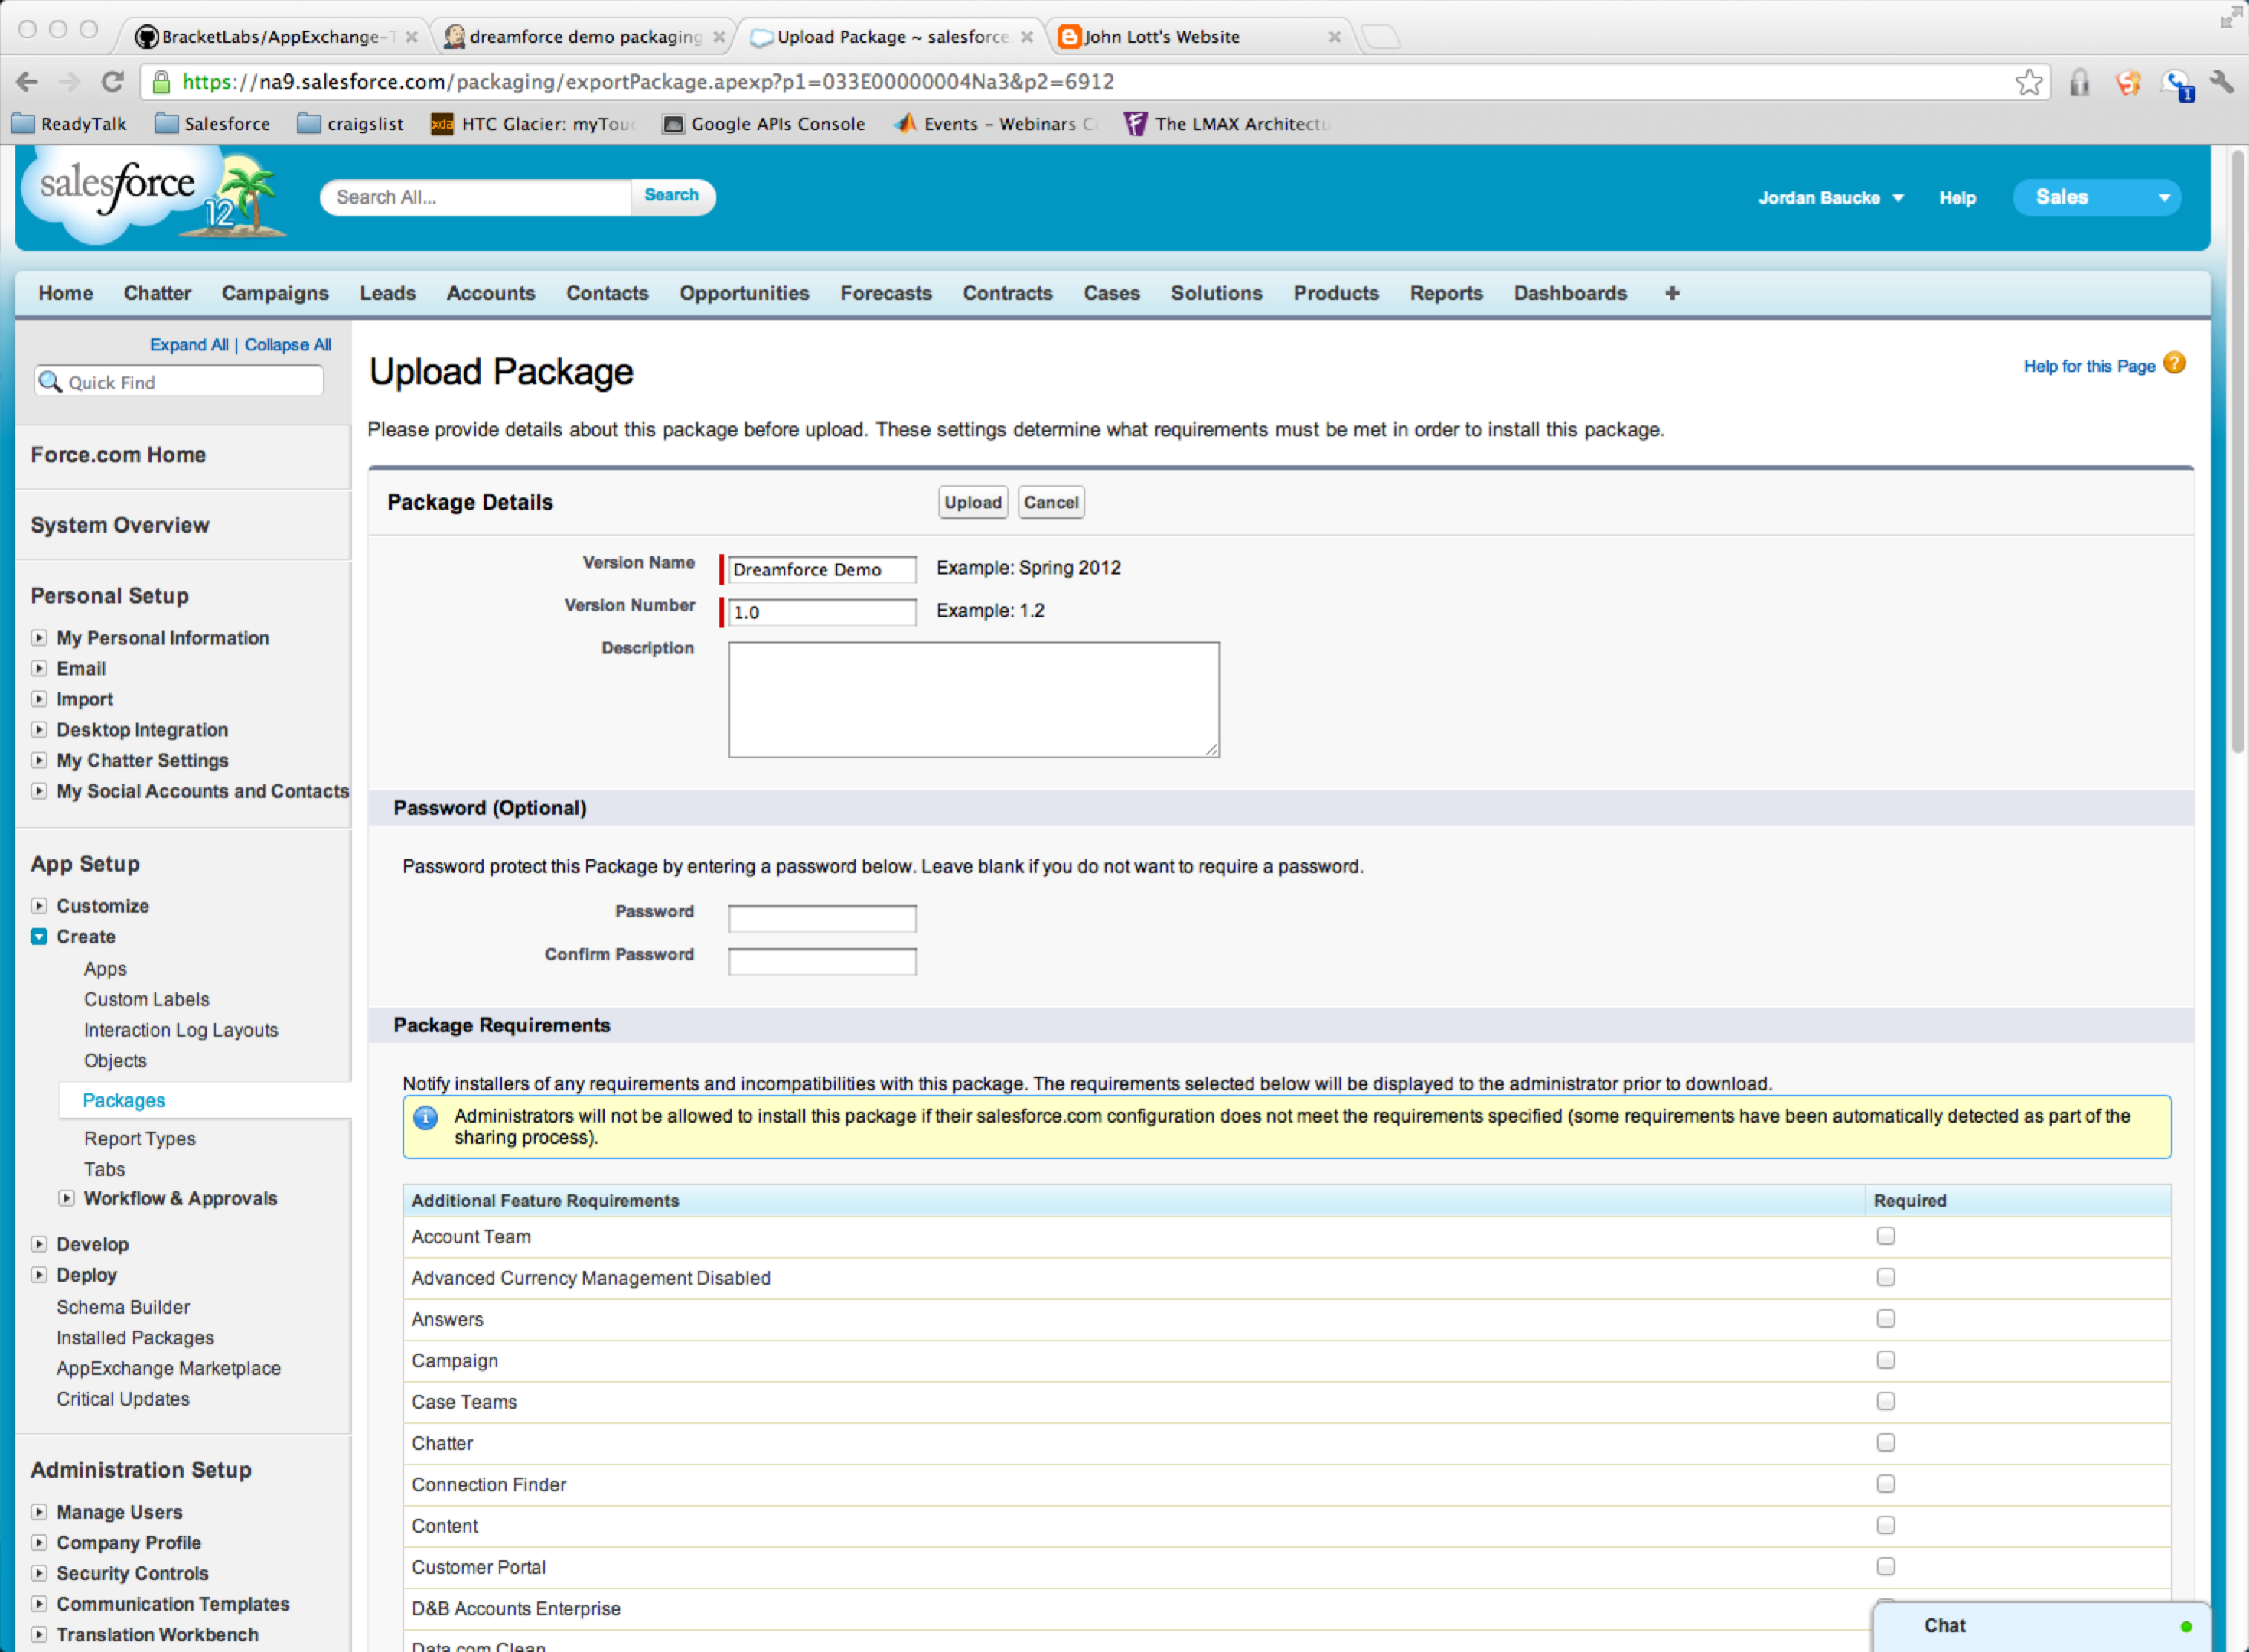 BracketLabs/AppExchange-T
dreamforce demo packaging
Upload Package ~ salesforce
John Lott's Website
https://na9.salesforce.com/packaging/exportPackage.apexp?p1=033E00000004Na3&p2=6912
1
ReadyTalk
Salesforce
craigslist
xda HTC Glacier: myTouc
Google APIs Console
Events – Webinars C
The LMAX Architectu
salesforce
12
Search All...
Search
Jordan Baucke
Help
Sales
Home Chatter Campaigns Leads Accounts Contacts Opportunities Forecasts Contracts Cases Solutions Products Reports Dashboards +
Expand All | Collapse All
Quick Find
Force.com Home
System Overview
Personal Setup
My Personal Information
Email
Import
Desktop Integration
My Chatter Settings
My Social Accounts and Contacts
App Setup
Customize
Create
Apps
Custom Labels
Interaction Log Layouts
Objects
Packages
Report Types
Tabs
Workflow & Approvals
Develop
Deploy
Schema Builder
Installed Packages
AppExchange Marketplace
Critical Updates
Administration Setup
Manage Users
Company Profile
Security Controls
Communication Templates
Translation Workbench
Upload Package
Help for this Page ?
Please provide details about this package before upload. These settings determine what requirements must be met in order to install this package.
Package Details
Upload
Cancel
Version Name Dreamforce Demo Example: Spring 2012
Version Number 1.0 Example: 1.2
Description
Password (Optional)
Password protect this Package by entering a password below. Leave blank if you do not want to require a password.
Password
Confirm Password
Package Requirements
Notify installers of any requirements and incompatibilities with this package. The requirements selected below will be displayed to the administrator prior to download.
Administrators will not be allowed to install this package if their salesforce.com configuration does not meet the requirements specified (some requirements have been automatically detected as part of the
sharing process).
Additional Feature Requirements Required
Account Team
Advanced Currency Management Disabled
Answers
Campaign
Case Teams
Chatter
Connection Finder
Content
Customer Portal
D&B Accounts Enterprise
Data.com Clean
Chat